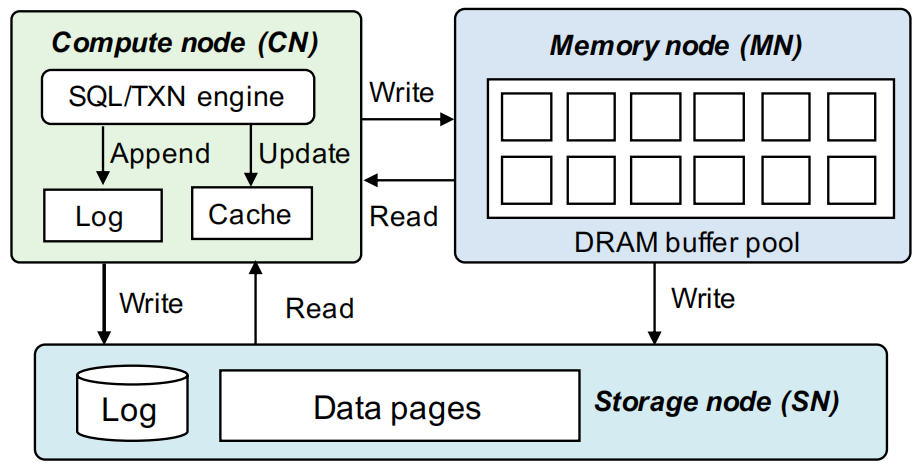 Compute node (CN)
SQL/TXN engine
Append
Update
Log
Cache
Write
Read
Memory node (MN)
DRAM buffer pool
Write
Read
Write
Log
Data pages
Storage node (SN)